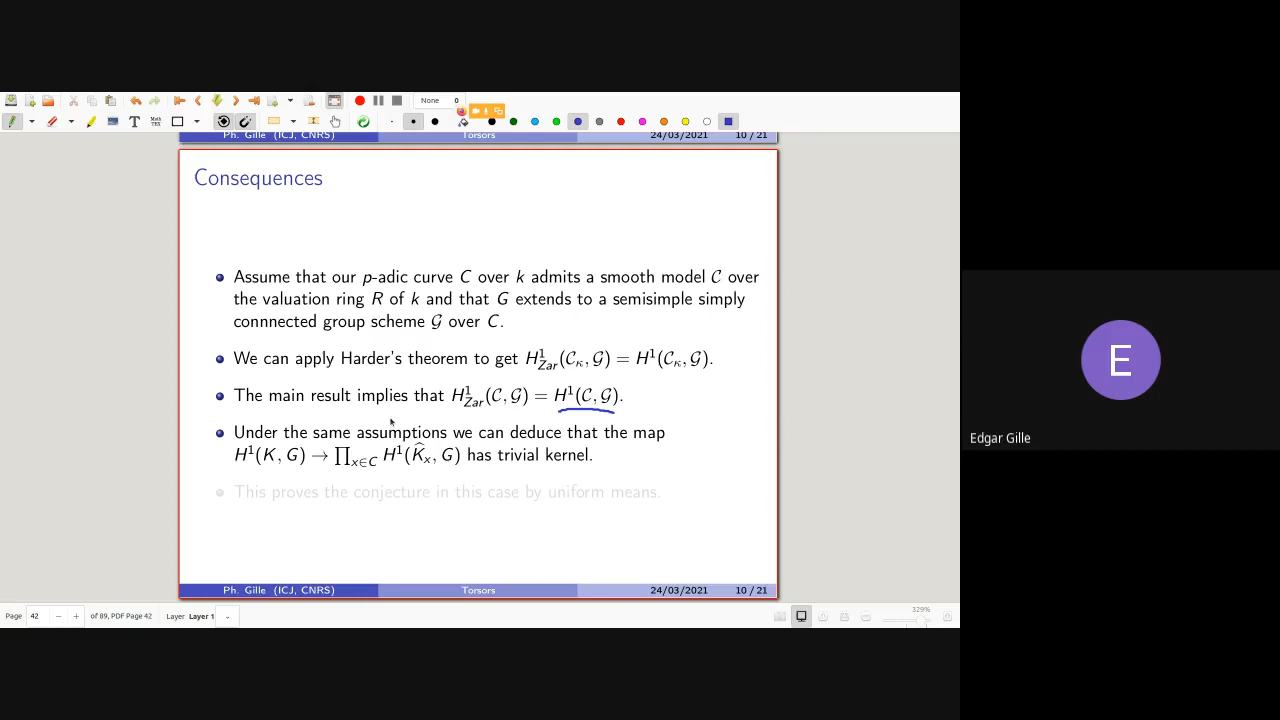 None 0
T Math TEX
Ph. Gille (ICJ, CNRS) Torsors 24/03/2021 10 / 21
Consequences
Assume that our p-adic curve C over k admits a smooth model 𝒞 over
the valuation ring R of k and that G extends to a semisimple simply
connnected group scheme 𝒢 over C.
We can apply Harder's theorem to get H¹_Zar(𝒞_κ, 𝒢) = H¹(𝒞_κ, 𝒢).
The main result implies that H¹_Zar(𝒞, 𝒢) = H¹(𝒞, 𝒢).
Under the same assumptions we can deduce that the map
H¹(K, G) → ∏_{x∈C} H¹(K̂_x, G) has trivial kernel.
This proves the conjecture in this case by uniform means.
Ph. Gille (ICJ, CNRS) Torsors 24/03/2021 10 / 21
Page 42 − + of 89, PDF Page 42 Layer Layer 1 329%
E
Edgar Gille